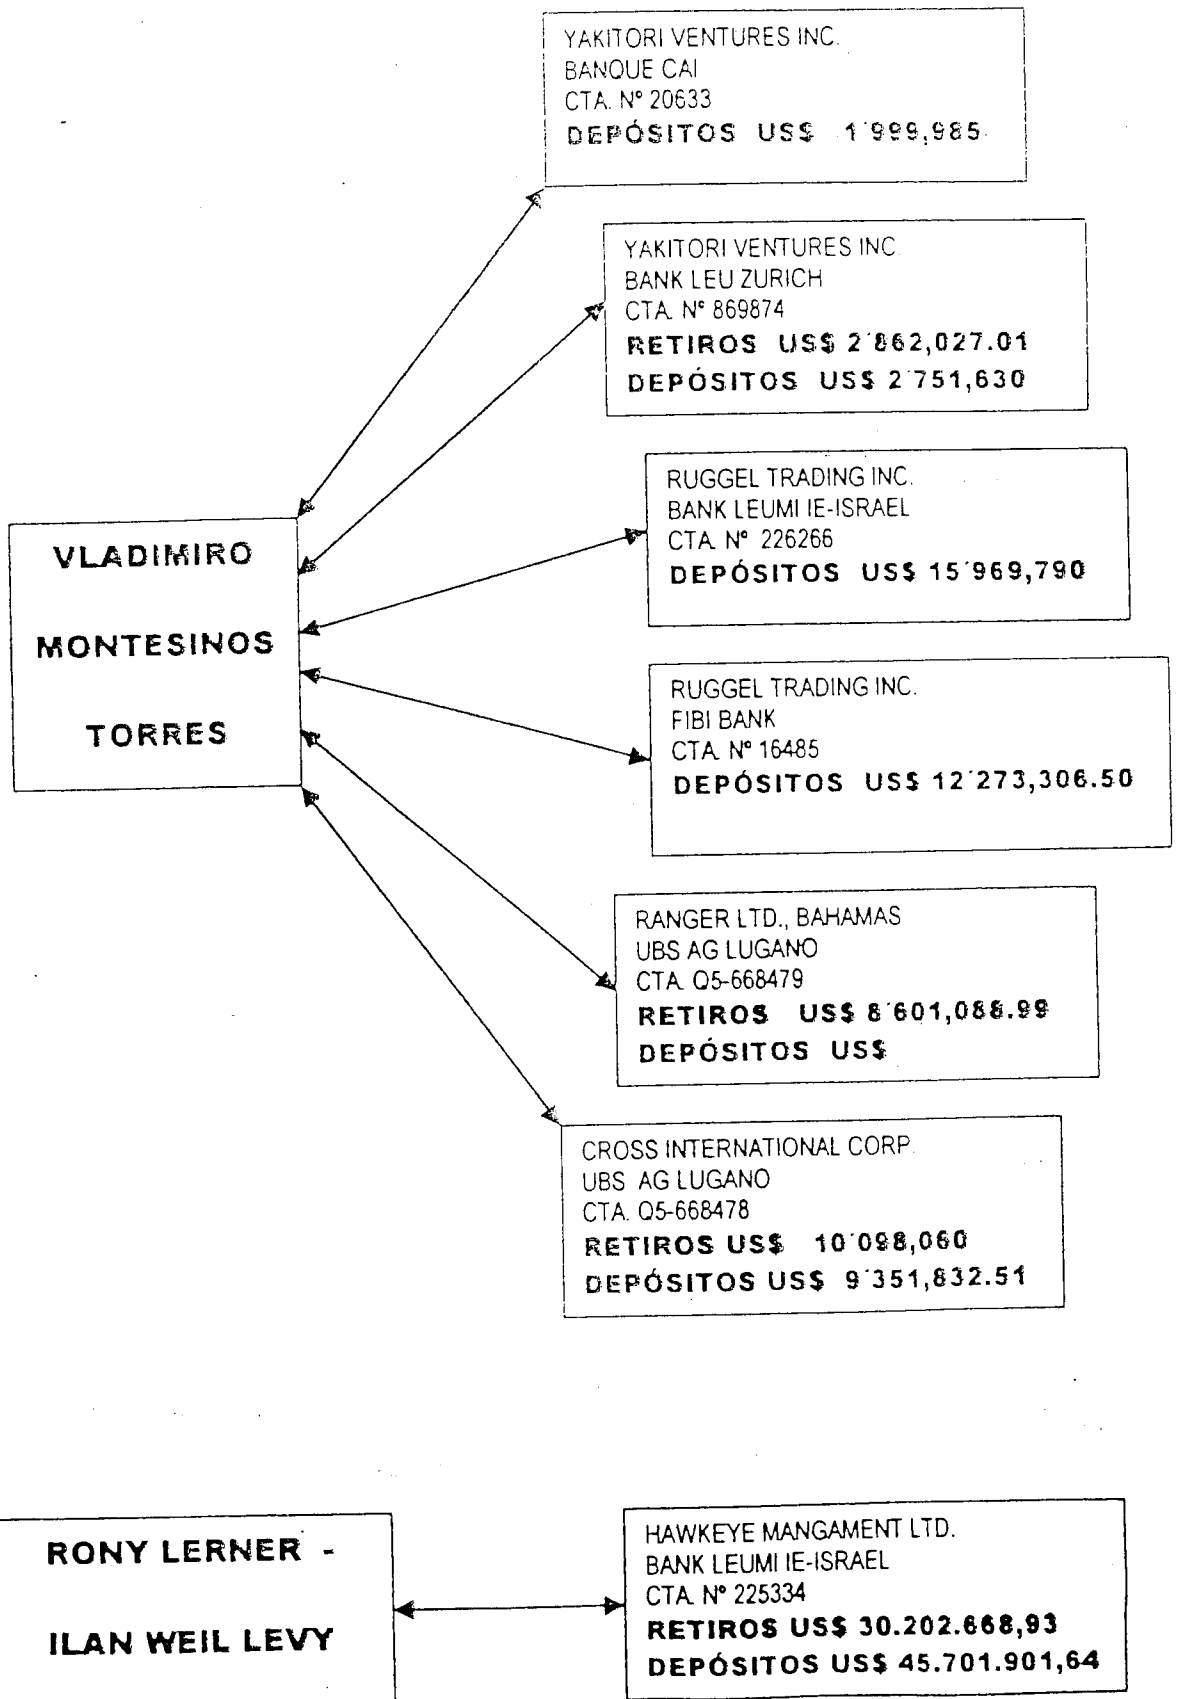 YAKITORI VENTURES INC.
BANQUE CAI
CTA. Nº 20633
DEPÓSITOS US$ 1´999,985
YAKITORI VENTURES INC
BANK LEU ZURICH
CTA. Nº 869874
RETIROS US$ 2´862,027.01
DEPÓSITOS US$ 2´751,630
RUGGEL TRADING INC.
BANK LEUMI IE-ISRAEL
CTA. Nº 226266
DEPÓSITOS US$ 15´969,790
VLADIMIRO
MONTESINOS
TORRES
RUGGEL TRADING INC.
FIBI BANK
CTA. Nº 16485
DEPÓSITOS US$ 12´273,306.50
RANGER LTD., BAHAMAS
UBS AG LUGANO
CTA. Q5-668479
RETIROS US$ 8´601,088.99
DEPÓSITOS US$
CROSS INTERNATIONAL CORP.
UBS AG LUGANO
CTA. Q5-668478
RETIROS US$ 10´098,060
DEPÓSITOS US$ 9´351,832.51
RONY LERNER -
ILAN WEIL LEVY
HAWKEYE MANGAMENT LTD.
BANK LEUMI IE-ISRAEL
CTA. Nº 225334
RETIROS US$ 30.202.668,93
DEPÓSITOS US$ 45.701.901,64